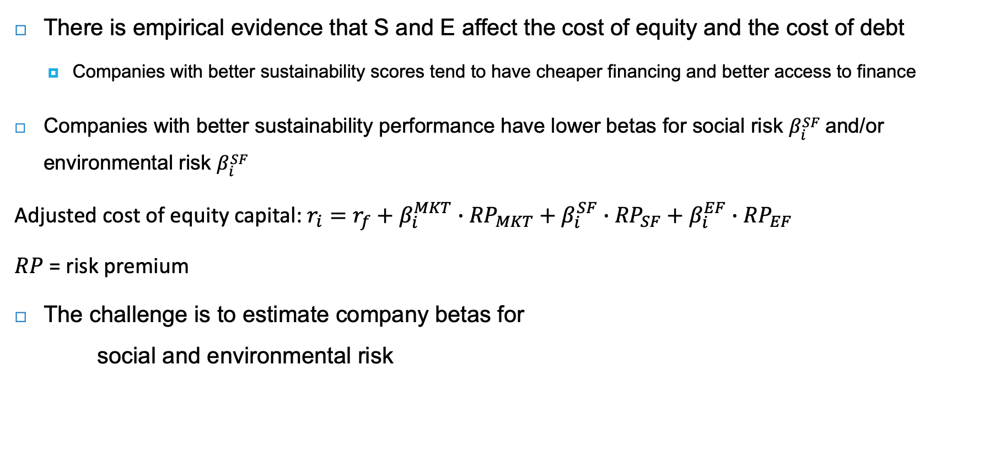 There is empirical evidence that S and E affect the cost of equity and the cost of debt
Companies with better sustainability scores tend to have cheaper financing and better access to finance
Companies with better sustainability performance have lower betas for social risk $\beta_i^{SF}$ and/or
environmental risk $\beta_i^{SF}$
Adjusted cost of equity capital: $r_i = r_f + \beta_i^{MKT} \cdot RP_{MKT} + \beta_i^{SF} \cdot RP_{SF} + \beta_i^{EF} \cdot RP_{EF}$
$RP$ = risk premium
The challenge is to estimate company betas for
social and environmental risk